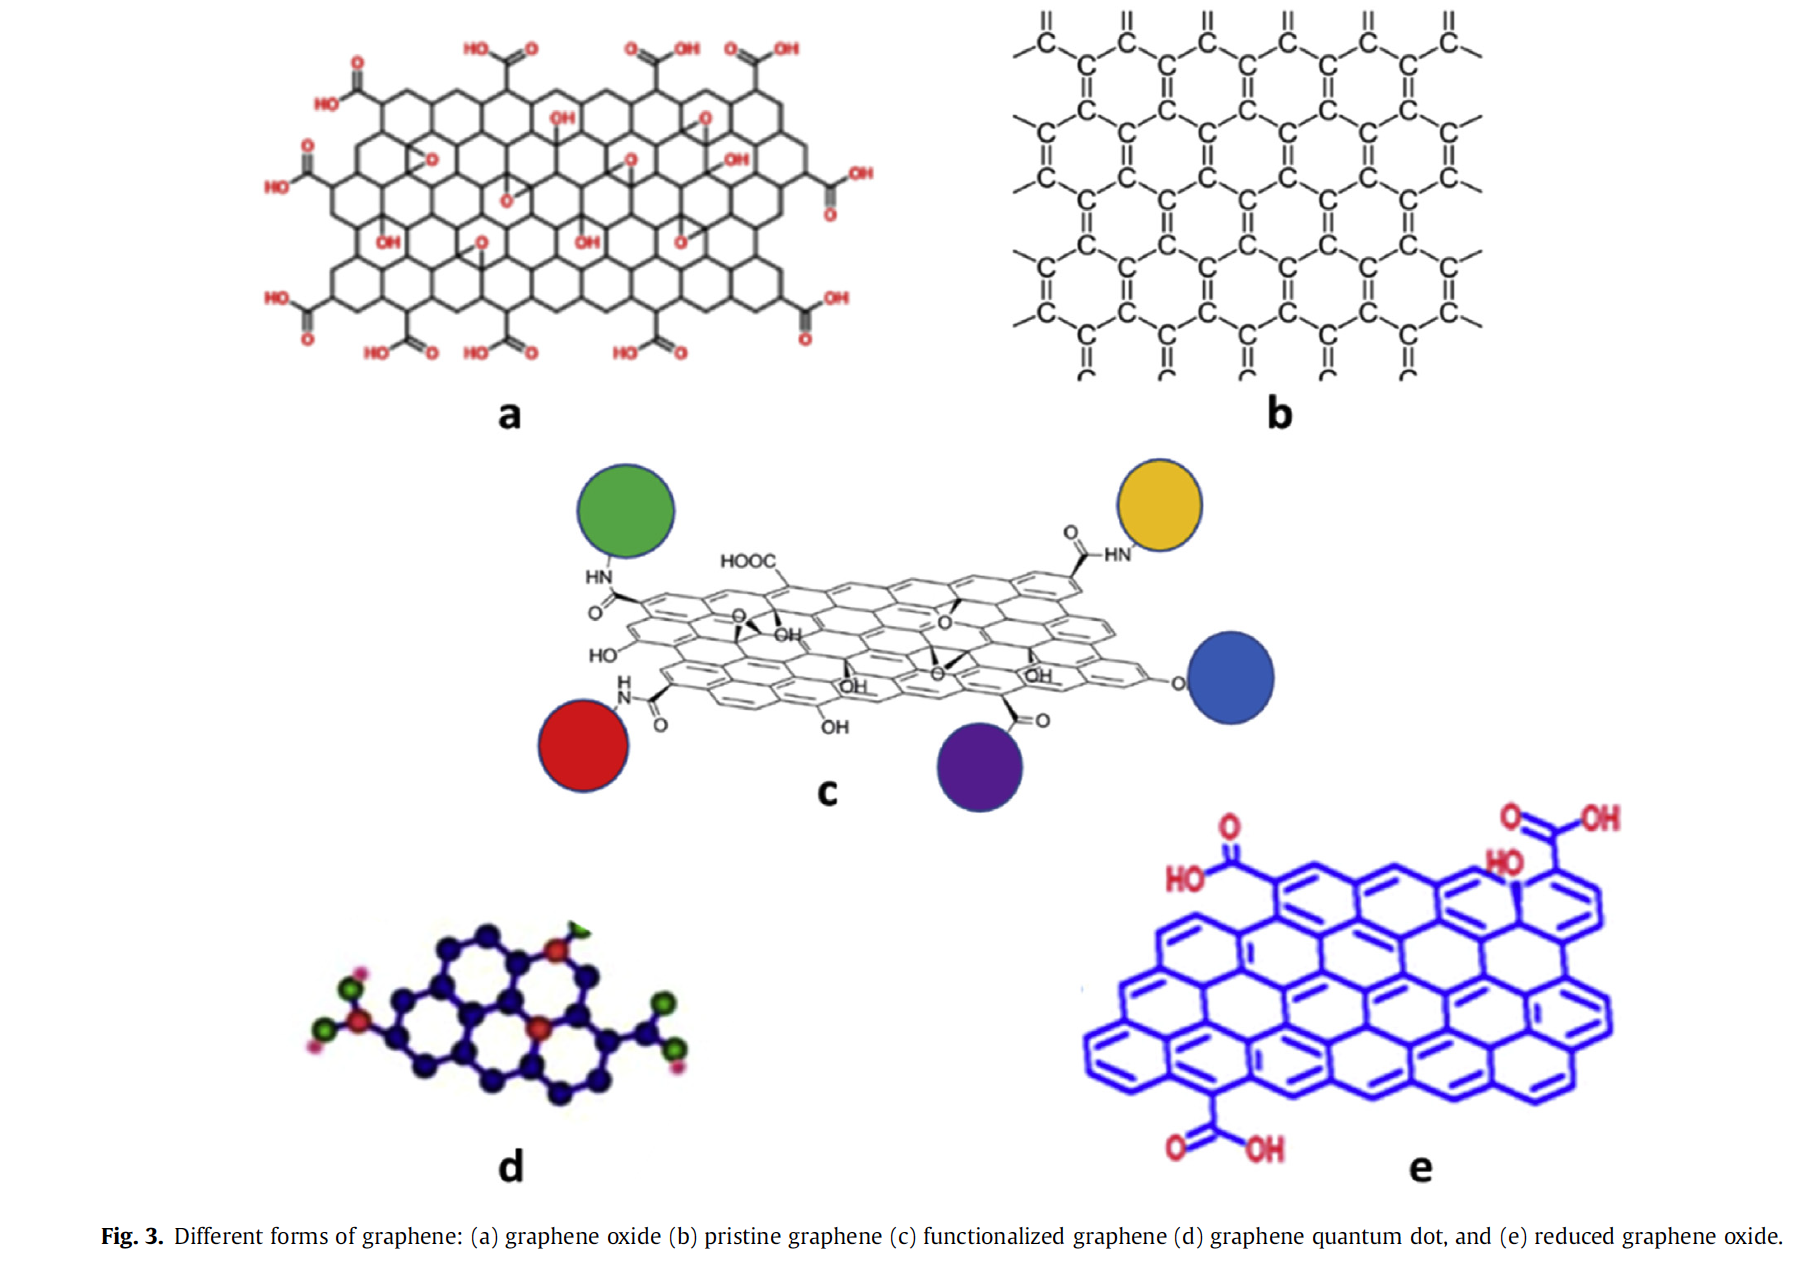 HO O O OH O OH
O
HO
OH O
O
HO O O OH OH
O O
OH O OH O
HO OH
O O
HO O HO O HO O
a
C C C C C C
C C C C C
C C C C C
C C C C C C
C C C C C C
C C C C C
C C C C C
C C C C C C
C C C C C C
C C C C C
b
HOOC O
HN HN
O
O OH O
HO
H
N OH O OH O
O OH O
c
d
O O OH
HO HO
O OH
e
Fig. 3. Different forms of graphene: (a) graphene oxide (b) pristine graphene (c) functionalized graphene (d) graphene quantum dot, and (e) reduced graphene oxide.